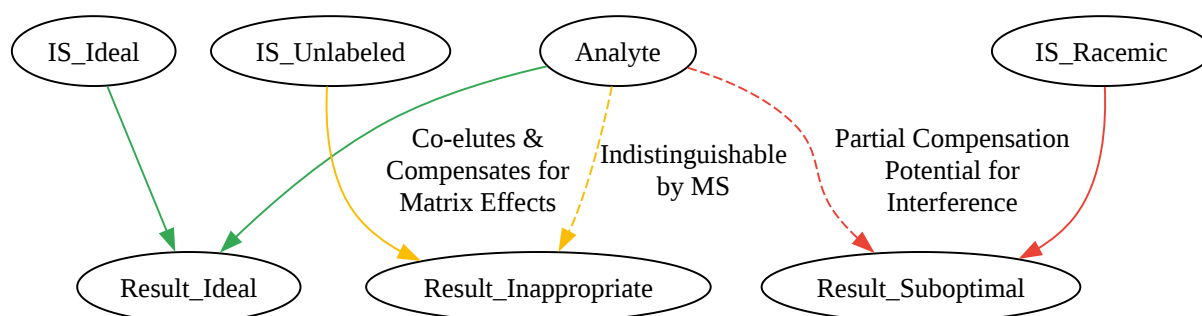 IS_Ideal
IS_Unlabeled
Analyte
IS_Racemic
Co-elutes &
Compensates for
Matrix Effects
Indistinguishable
by MS
Partial Compensation
Potential for
Interference
Result_Ideal
Result_Inappropriate
Result_Suboptimal